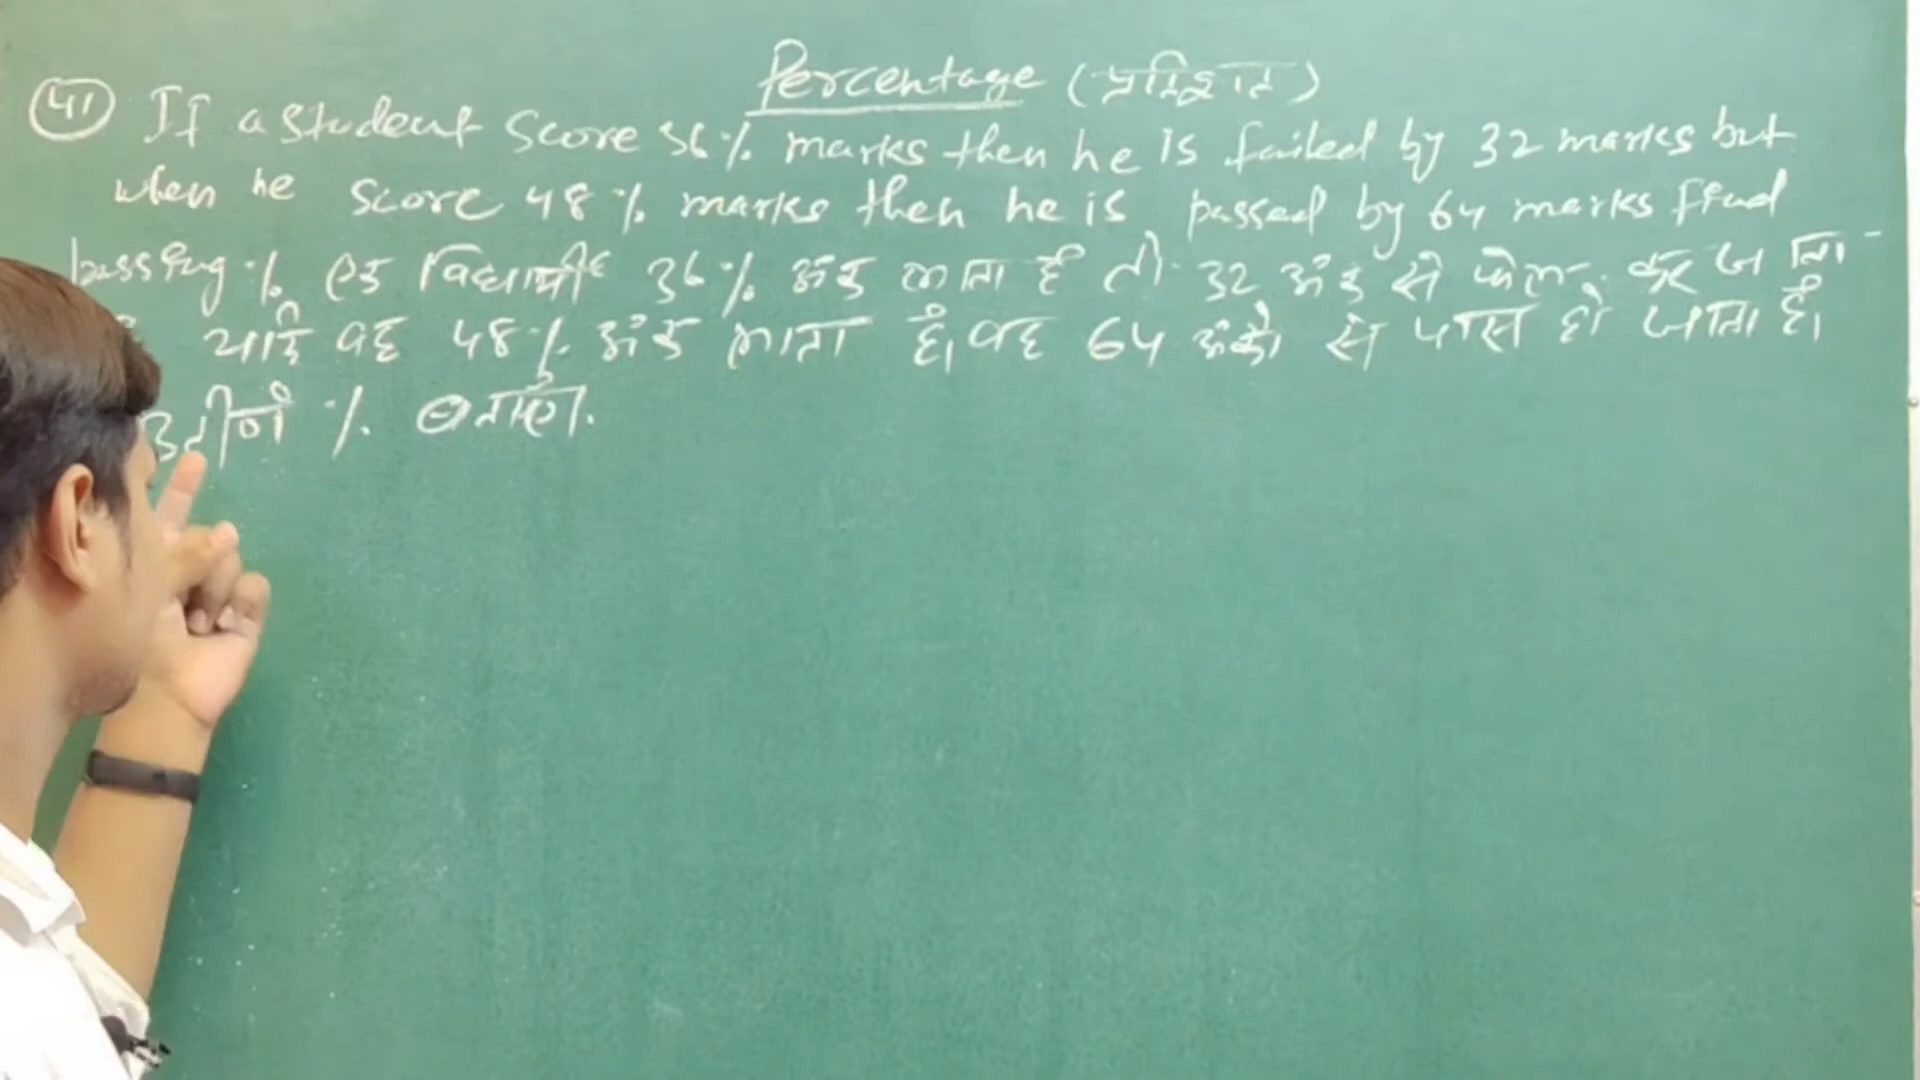 Percentage (प्रतिशत)
41 If a student score 36% marks then he is failed by 32 marks but
when he score 48% marks then he is passed by 64 marks find
passing % एक विद्यार्थी 36% अंक लाता है तो 32 अंक से फेल कर जाता
यदि वह 48% अंक लाता है। वह 64 अंको से पास हो जाता है।
उतीर्ण % बताए।